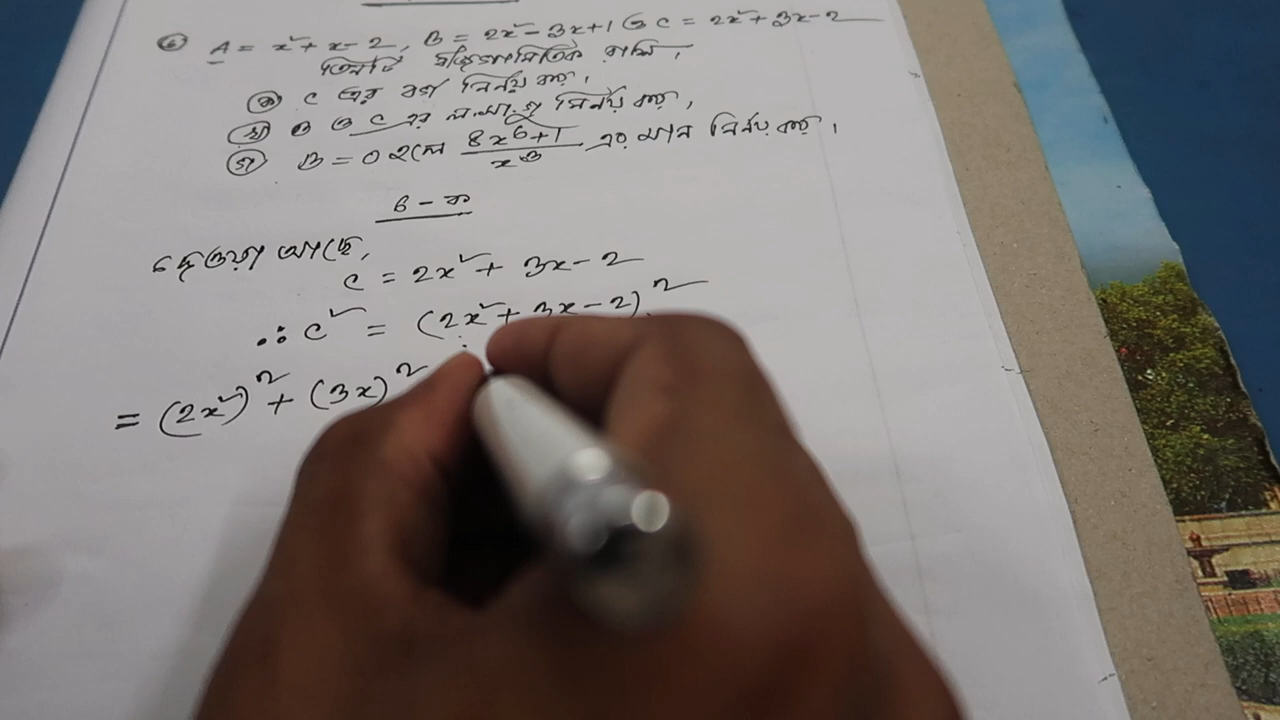 ৬ A = x² + x - 2, B = 2x² - 3x + 1 ও C = 2x² + 3x - 2
তিনটি বীজগাণিতিক রাশি।
ক C এর বর্গ নির্ণয় কর।
খ B ও C এর ল.সা.গু নির্ণয় কর।
গ B = 0 হলে 8x⁶+1/x³ এর মান নির্ণয় কর।
৬ - ক
দেওয়া আছে,
C = 2x² + 3x - 2
∴ C² = (2x² + 3x - 2)²
= (2x²)² + (3x)²